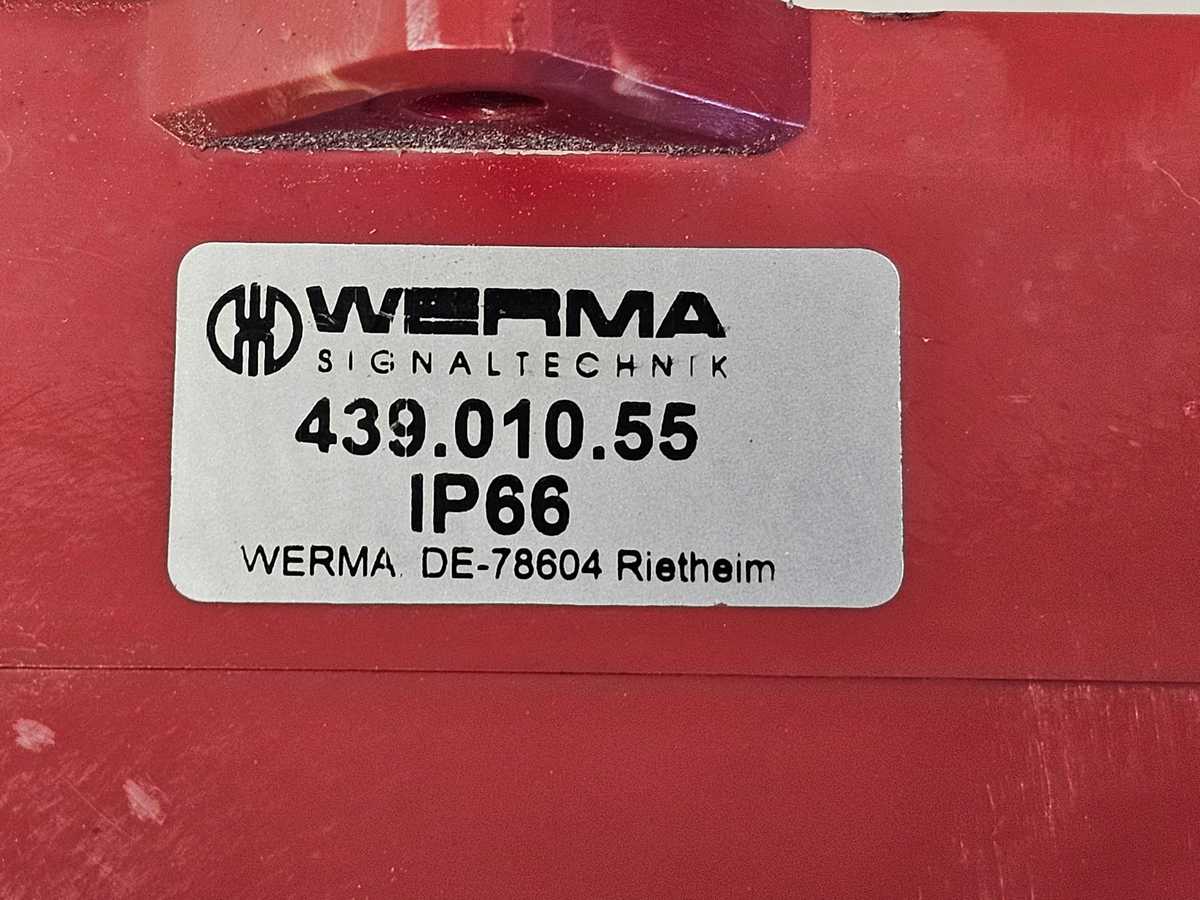 WERMA
SIGNALTECHNIK
439.010.55
IP66
WERMA, DE-78604 Rietheim